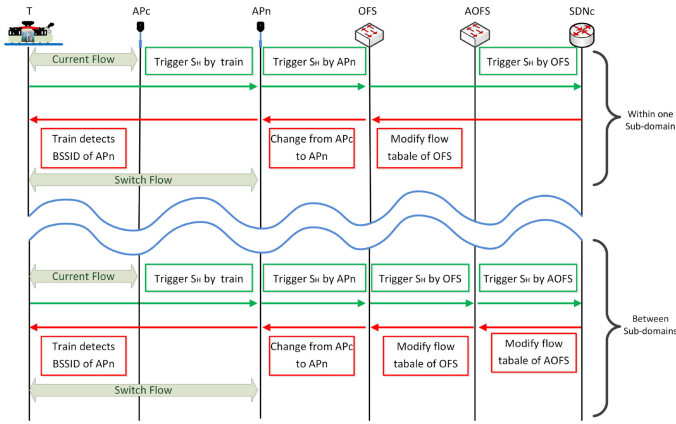 T APc APn OFS AOFS SDNc
Current Flow
Trigger SH by train
Trigger SH by APn
Trigger SH by OFS
Within one
Sub-domain
Train detects
BSSID of APn
Change from APc
to APn
Modify flow
tabale of OFS
Switch Flow
Current Flow
Trigger SH by train
Trigger SH by APn
Trigger SH by OFS
Trigger SH by AOFS
Between
Sub-domains
Train detects
BSSID of APn
Change from APc
to APn
Modify flow
tabale of OFS
Modify flow
tabale of AOFS
Switch Flow